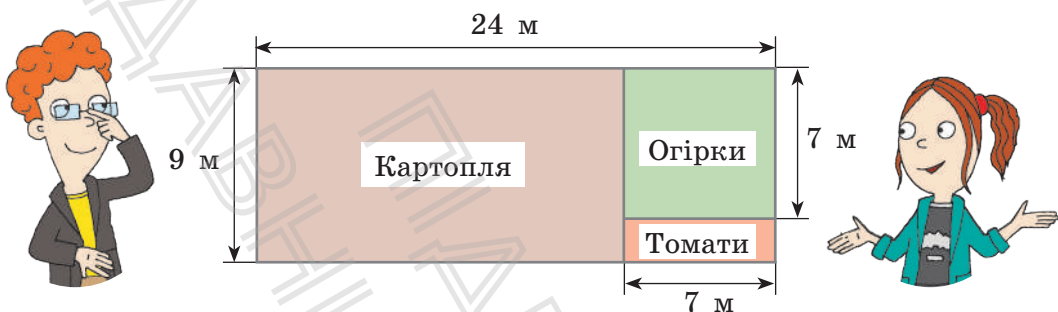 24 м
9 м
Картопля
Огірки
7 м
Томати
7 м